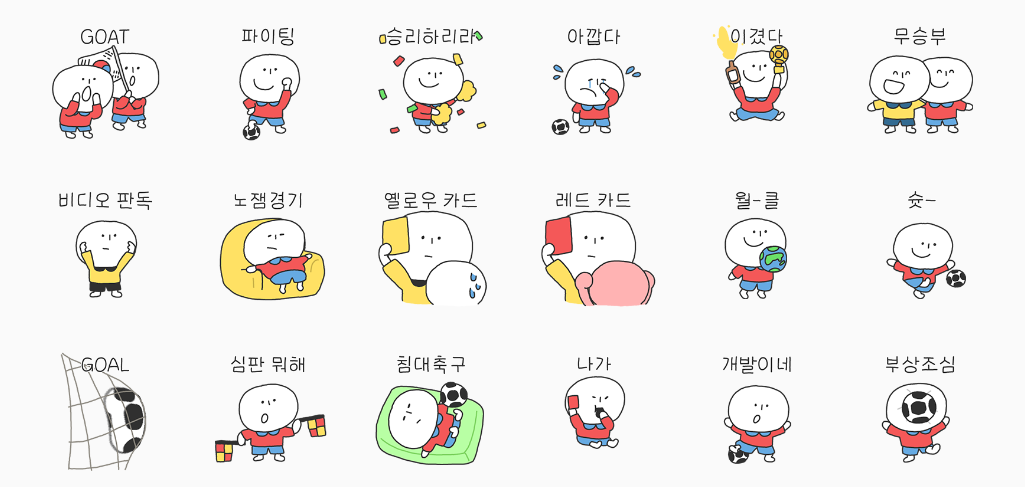 GOAT
파이팅
승리하리라
아깝다
이겼다
무승부
비디오 판독
노잼경기
옐로우 카드
레드 카드
월-클
슛-
GOAL
심판 뭐해
침대축구
나가
개발이네
부상조심